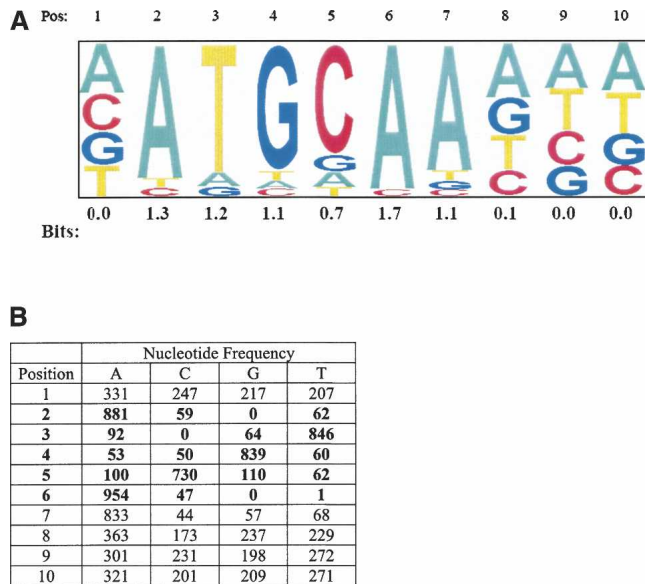 A
Pos: 1 2 3 4 5 6 7 8 9 10
A A T G C A A A A A
C T A T G C T G T T
G C G A A C G T C G
T C T C C G C
0.0 1.3 1.2 1.1 0.7 1.7 1.1 0.1 0.0 0.0
Bits:
B
Nucleotide Frequency
Position A C G T
1 331 247 217 207
2 881 59 0 62
3 92 0 64 846
4 53 50 839 60
5 100 730 110 62
6 954 47 0 1
7 833 44 57 68
8 363 173 237 229
9 301 231 198 272
10 321 201 209 271